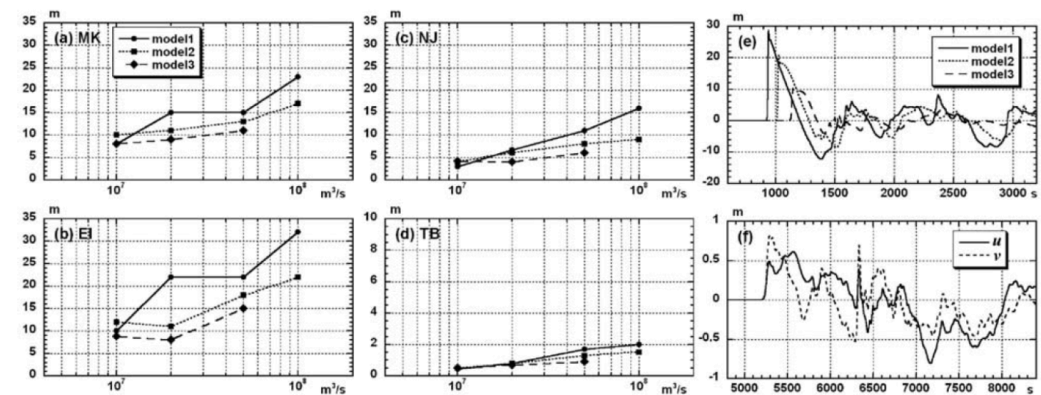 m
35
(a) MK
30
model1
25
model2
20
model3
15
10
5
0
10⁷
10⁸
m³/s
m
35
(b) EI
30
25
20
15
10
5
0
10⁷
10⁸
m³/s
m
35
(c) NJ
30
25
20
15
10
5
0
10⁷
10⁸
m³/s
m
10
(d) TB
8
6
4
2
0
10⁷
10⁸
m³/s
m
30
(e)
model1
20
model2
model3
10
0
-10
-20
1000 1500 2000 2500 3000 s
m
1
(f)
u
0.5
v
0
-0.5
-1
5000 5500 6000 6500 7000 7500 8000 s